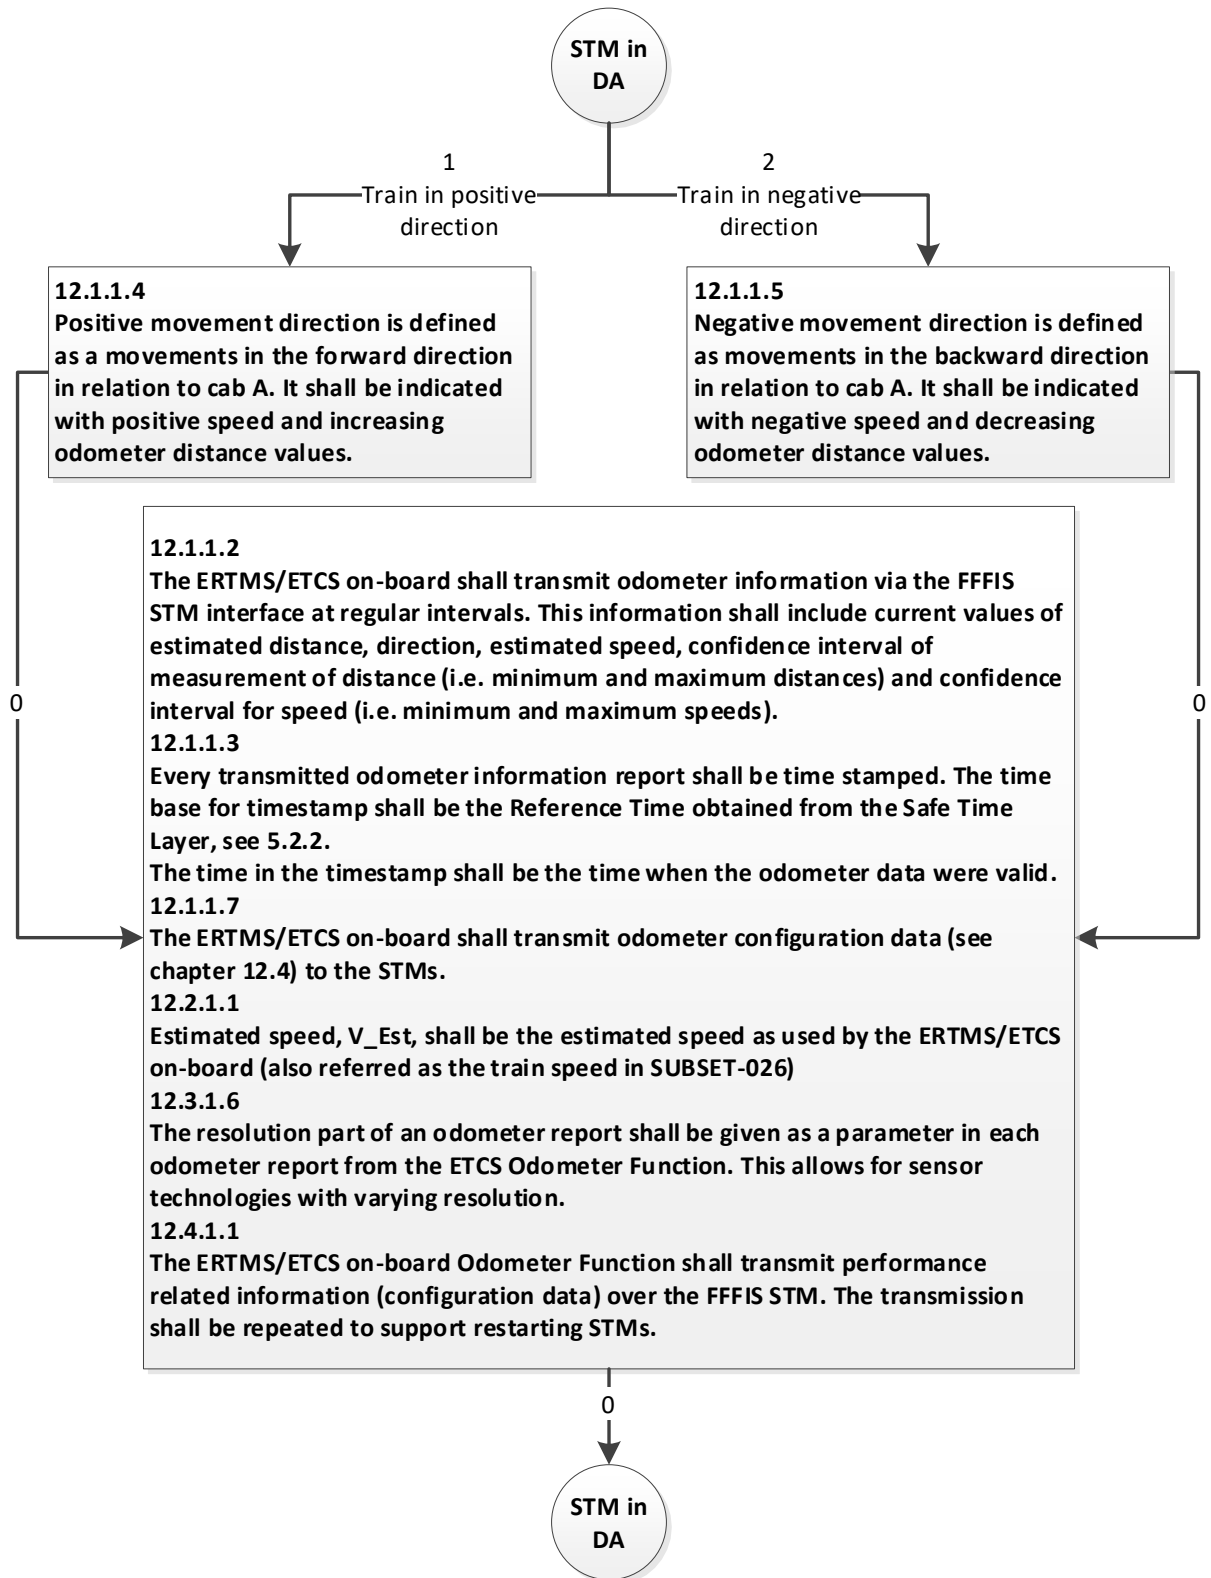 STM in
DA
1
Train in positive
direction
2
Train in negative
direction
12.1.1.4
Positive movement direction is defined
as a movements in the forward direction
in relation to cab A. It shall be indicated
with positive speed and increasing
odometer distance values.
12.1.1.5
Negative movement direction is defined
as movements in the backward direction
in relation to cab A. It shall be indicated
with negative speed and decreasing
odometer distance values.
0
0
12.1.1.2
The ERTMS/ETCS on-board shall transmit odometer information via the FFFIS
STM interface at regular intervals. This information shall include current values of
estimated distance, direction, estimated speed, confidence interval of
measurement of distance (i.e. minimum and maximum distances) and confidence
interval for speed (i.e. minimum and maximum speeds).
12.1.1.3
Every transmitted odometer information report shall be time stamped. The time
base for timestamp shall be the Reference Time obtained from the Safe Time
Layer, see 5.2.2.
The time in the timestamp shall be the time when the odometer data were valid.
12.1.1.7
The ERTMS/ETCS on-board shall transmit odometer configuration data (see
chapter 12.4) to the STMs.
12.2.1.1
Estimated speed, V_Est, shall be the estimated speed as used by the ERTMS/ETCS
on-board (also referred as the train speed in SUBSET-026)
12.3.1.6
The resolution part of an odometer report shall be given as a parameter in each
odometer report from the ETCS Odometer Function. This allows for sensor
technologies with varying resolution.
12.4.1.1
The ERTMS/ETCS on-board Odometer Function shall transmit performance
related information (configuration data) over the FFFIS STM. The transmission
shall be repeated to support restarting STMs.
0
STM in
DA